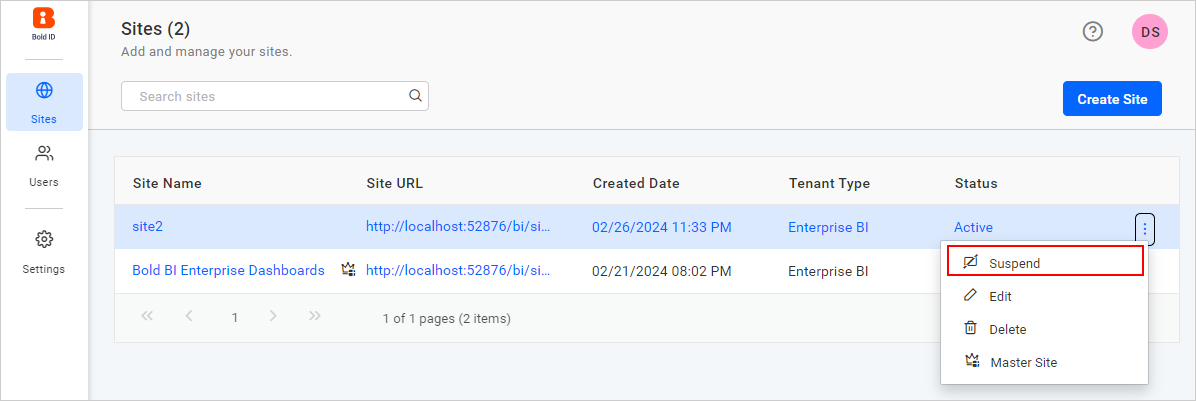 Bold ID
Sites
Users
Settings
Sites (2)
Add and manage your sites.
DS
Search sites
Create Site
Site Name Site URL Created Date Tenant Type Status
site2 http://localhost:52876/bi/si... 02/26/2024 11:33 PM Enterprise BI Active
Bold BI Enterprise Dashboards http://localhost:52876/bi/si... 02/21/2024 08:02 PM Enterprise BI
1 1 of 1 pages (2 items)
Suspend
Edit
Delete
Master Site